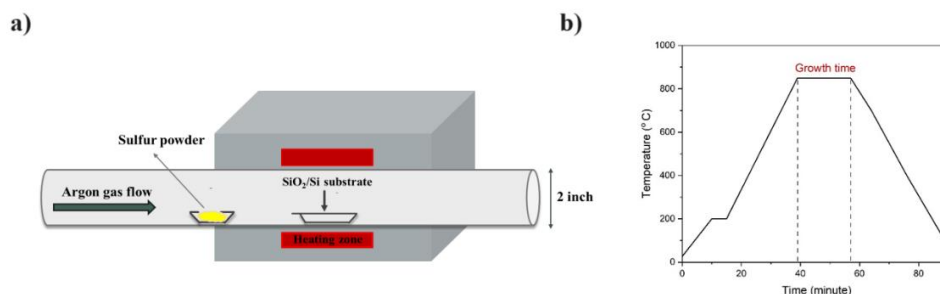 a)
Sulfur powder
SiO₂/Si substrate
Argon gas flow
2 inch
Heating zone
b)
Growth time
Temperature (° C)
1000
800
600
400
200
0
0
20
40
60
80
Time (minute)